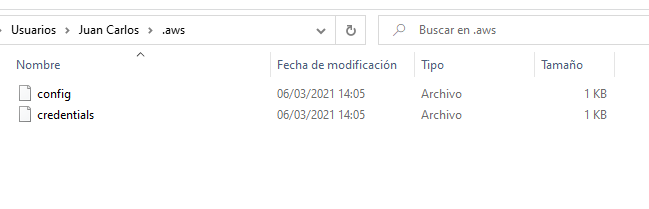 Usuarios > Juan Carlos > .aws
Buscar en .aws
Nombre Fecha de modificación Tipo Tamaño
config 06/03/2021 14:05 Archivo 1 KB
credentials 06/03/2021 14:05 Archivo 1 KB